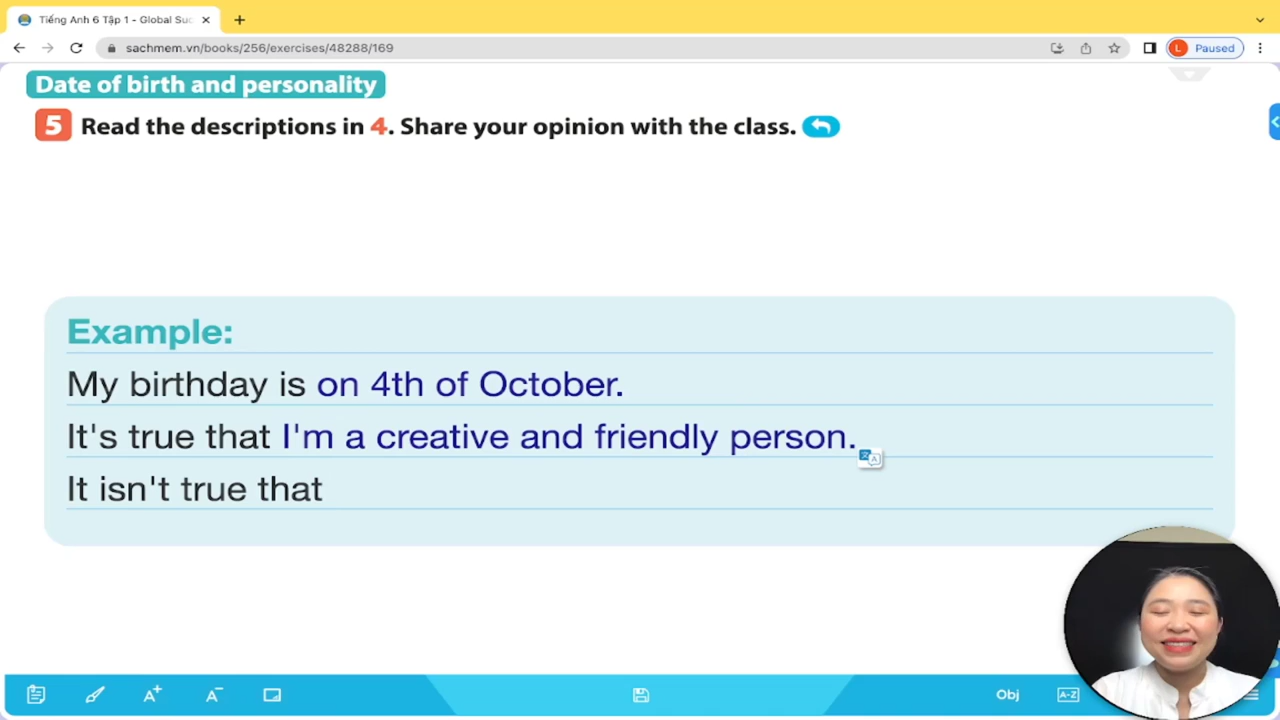 Tiếng Anh 6 Tập 1 - Global Suc
sachmem.vn/books/256/exercises/48288/169
L Paused
Date of birth and personality
5 Read the descriptions in 4. Share your opinion with the class.
Example:
My birthday is on 4th of October.
It's true that I'm a creative and friendly person.
It isn't true that
A+ A- Obj A-Z